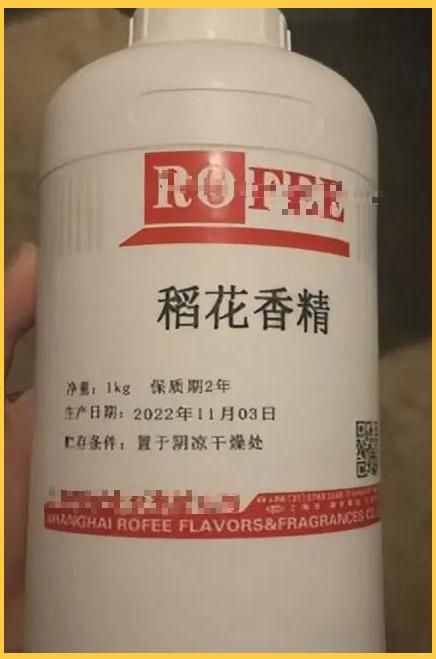 ROFEE
稻花香精
净重：1kg 保质期2年
生产日期：2022年11月03日
贮存条件：置于阴凉干燥处
SHANGHAI ROFEE FLAVORS&FRAGRANCES C